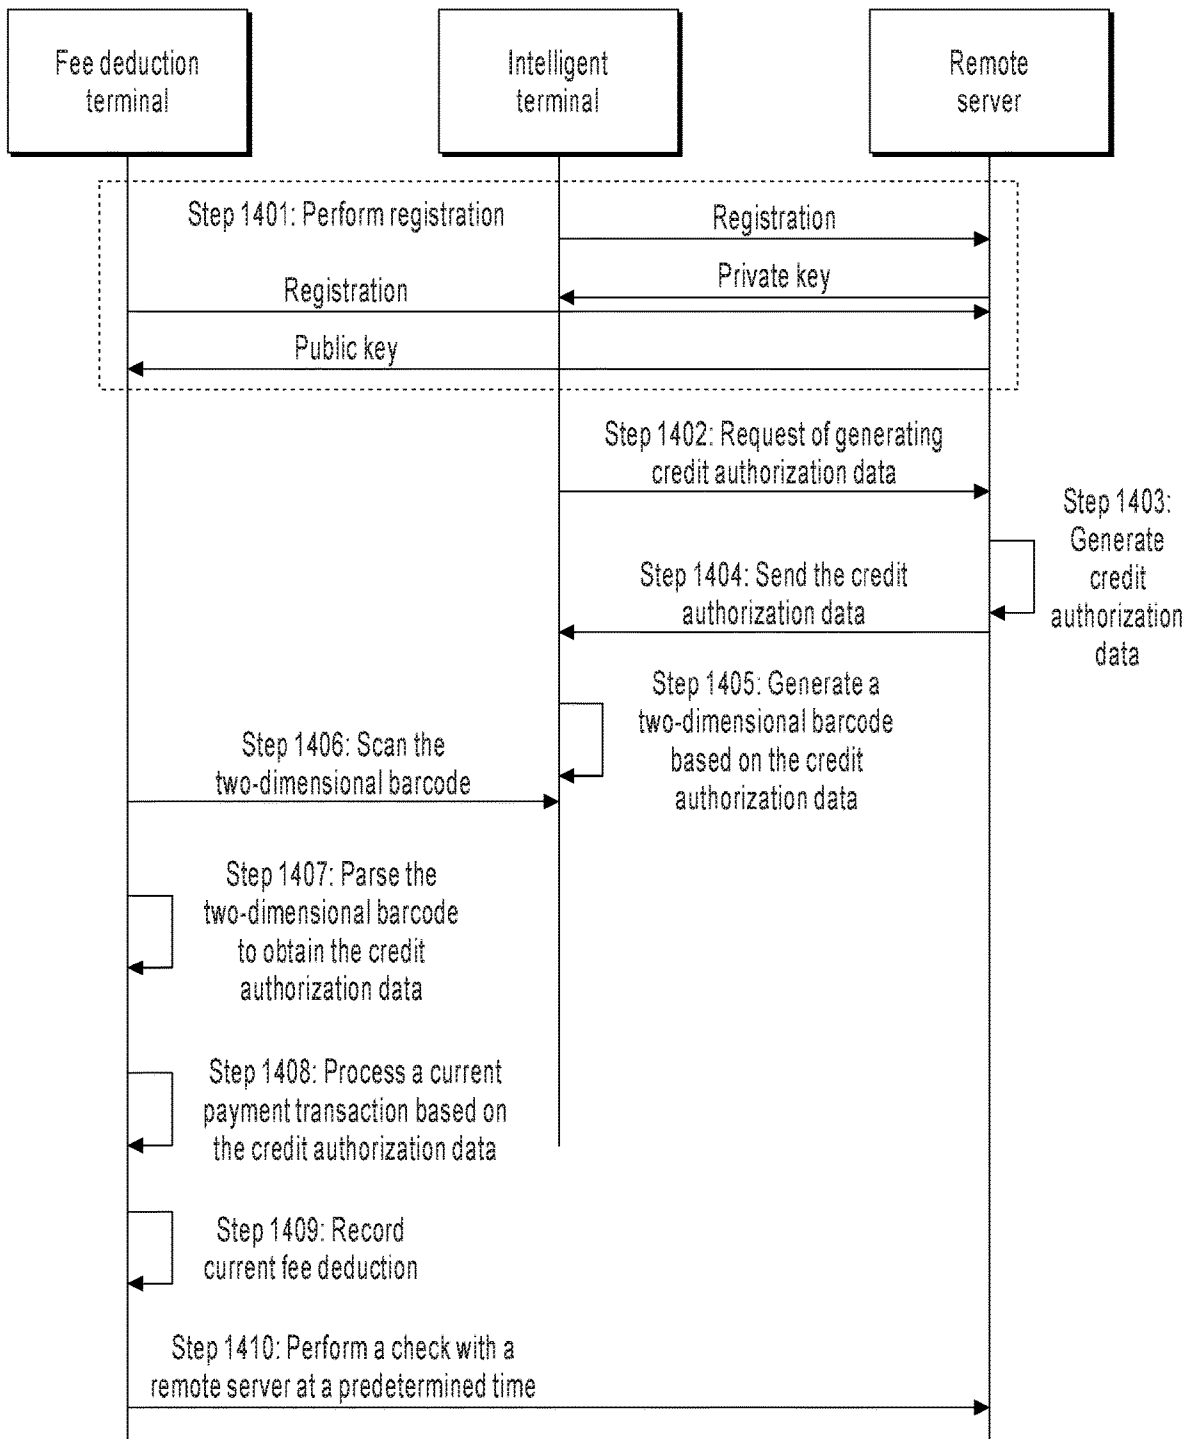 Fee deduction
terminal
Intelligent
terminal
Remote
server
Step 1401: Perform registration
Registration
Private key
Registration
Public key
Step 1402: Request of generating
credit authorization data
Step 1403:
Generate
credit
authorization
data
Step 1404: Send the credit
authorization data
Step 1405: Generate a
two-dimensional barcode
based on the credit
authorization data
Step 1406: Scan the
two-dimensional barcode
Step 1407: Parse the
two-dimensional barcode
to obtain the credit
authorization data
Step 1408: Process a current
payment transaction based on
the credit authorization data
Step 1409: Record
current fee deduction
Step 1410: Perform a check with a
remote server at a predetermined time